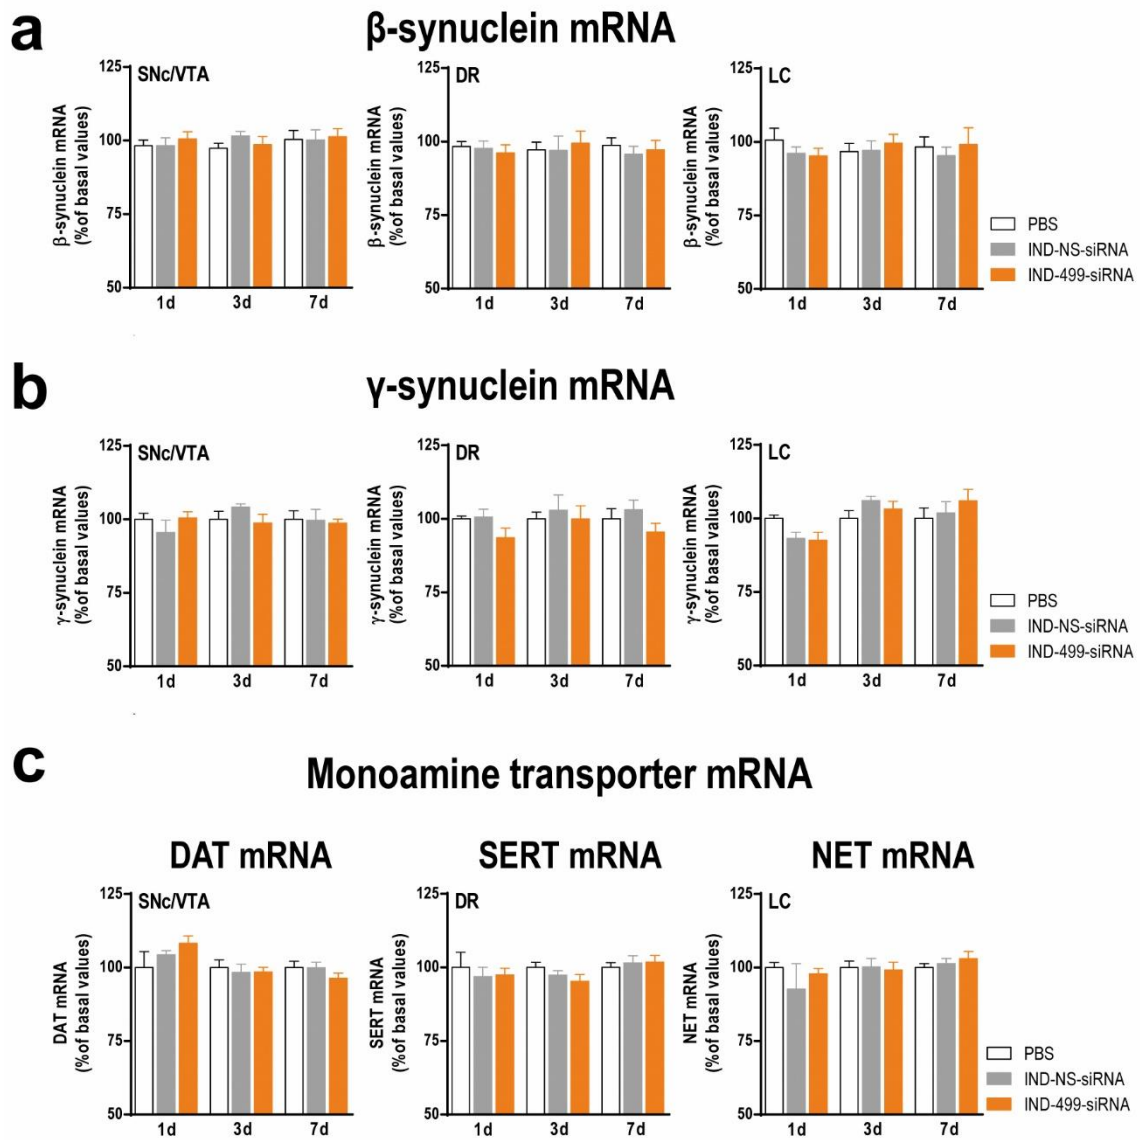 a
β-synuclein mRNA
SNc/VTA
β-synuclein mRNA
(%of basal values)
125
100
75
50
1d 3d 7d
DR
β-synuclein mRNA
(%of basal values)
125
100
75
50
1d 3d 7d
LC
β-synuclein mRNA
(%of basal values)
125
100
75
50
1d 3d 7d
PBS
IND-NS-siRNA
IND-499-siRNA
b
γ-synuclein mRNA
SNc/VTA
γ-synuclein mRNA
(%of basal values)
125
100
75
50
1d 3d 7d
DR
γ-synuclein mRNA
(%of basal values)
125
100
75
50
1d 3d 7d
LC
γ-synuclein mRNA
(%of basal values)
125
100
75
50
1d 3d 7d
PBS
IND-NS-siRNA
IND-499-siRNA
c
Monoamine transporter mRNA
DAT mRNA
SNc/VTA
DAT mRNA
(%of basal values)
125
100
75
50
1d 3d 7d
SERT mRNA
DR
SERT mRNA
(%of basal values)
125
100
75
50
1d 3d 7d
NET mRNA
LC
NET mRNA
(%of basal values)
125
100
75
50
1d 3d 7d
PBS
IND-NS-siRNA
IND-499-siRNA